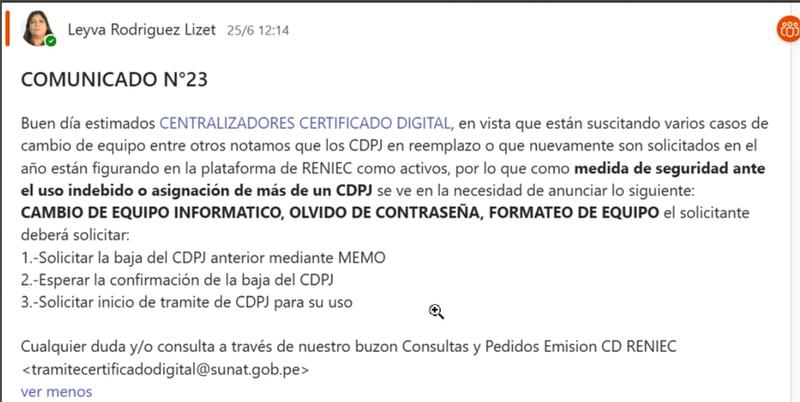 Leyva Rodriguez Lizet 25/6 12:14
COMUNICADO N°23
Buen día estimados CENTRALIZADORES CERTIFICADO DIGITAL, en vista que están suscitando varios casos de
cambio de equipo entre otros notamos que los CDPJ en reemplazo o que nuevamente son solicitados en el
año están figurando en la plataforma de RENIEC como activos, por lo que como medida de seguridad ante
el uso indebido o asignación de más de un CDPJ se ve en la necesidad de anunciar lo siguiente:
CAMBIO DE EQUIPO INFORMATICO, OLVIDO DE CONTRASEÑA, FORMATEO DE EQUIPO el solicitante
deberá solicitar:
1.-Solicitar la baja del CDPJ anterior mediante MEMO
2.-Esperar la confirmación de la baja del CDPJ
3.-Solicitar inicio de tramite de CDPJ para su uso
Cualquier duda y/o consulta a través de nuestro buzon Consultas y Pedidos Emision CD RENIEC
<tramitecertificadodigital@sunat.gob.pe>
ver menos